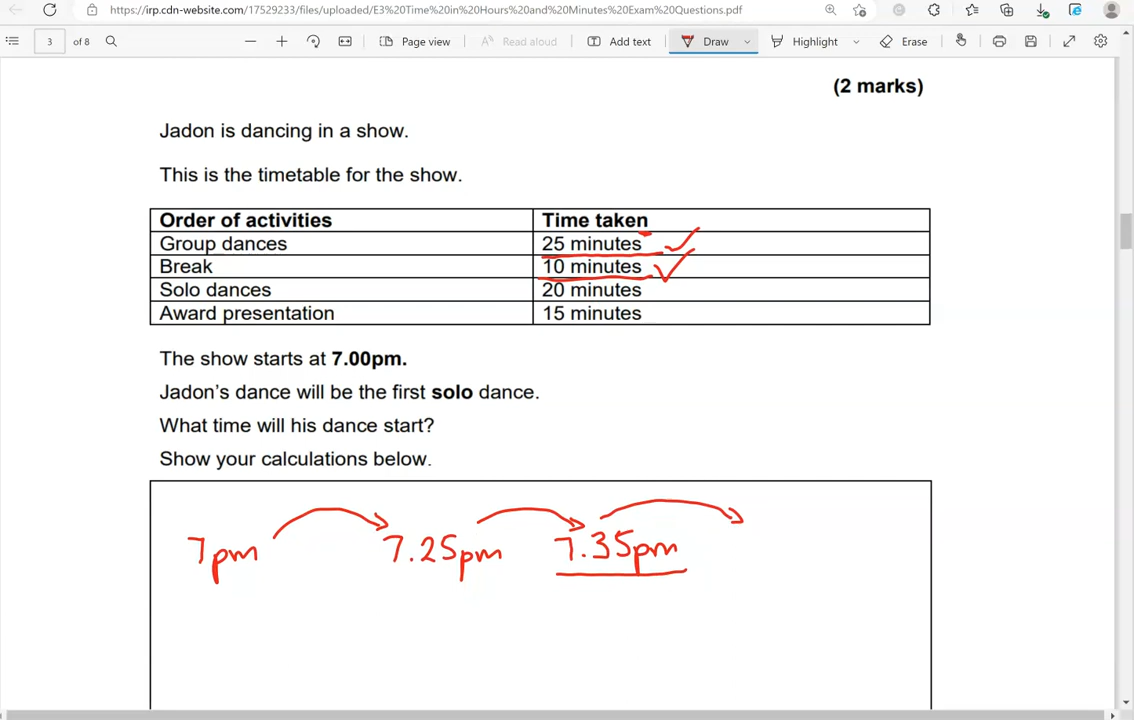 https://irp.cdn-website.com/17529233/files/uploaded/E3%20Time%20in%20Hours%20and%20Minutes%20Exam%20Questions.pdf
3 of 8 Page view Read aloud Add text Draw Highlight Erase
(2 marks)
Jadon is dancing in a show.
This is the timetable for the show.
Order of activities Time taken
Group dances 25 minutes
Break 10 minutes
Solo dances 20 minutes
Award presentation 15 minutes
The show starts at 7.00pm.
Jadon's dance will be the first solo dance.
What time will his dance start?
Show your calculations below.
7pm 7.25pm 7.35pm